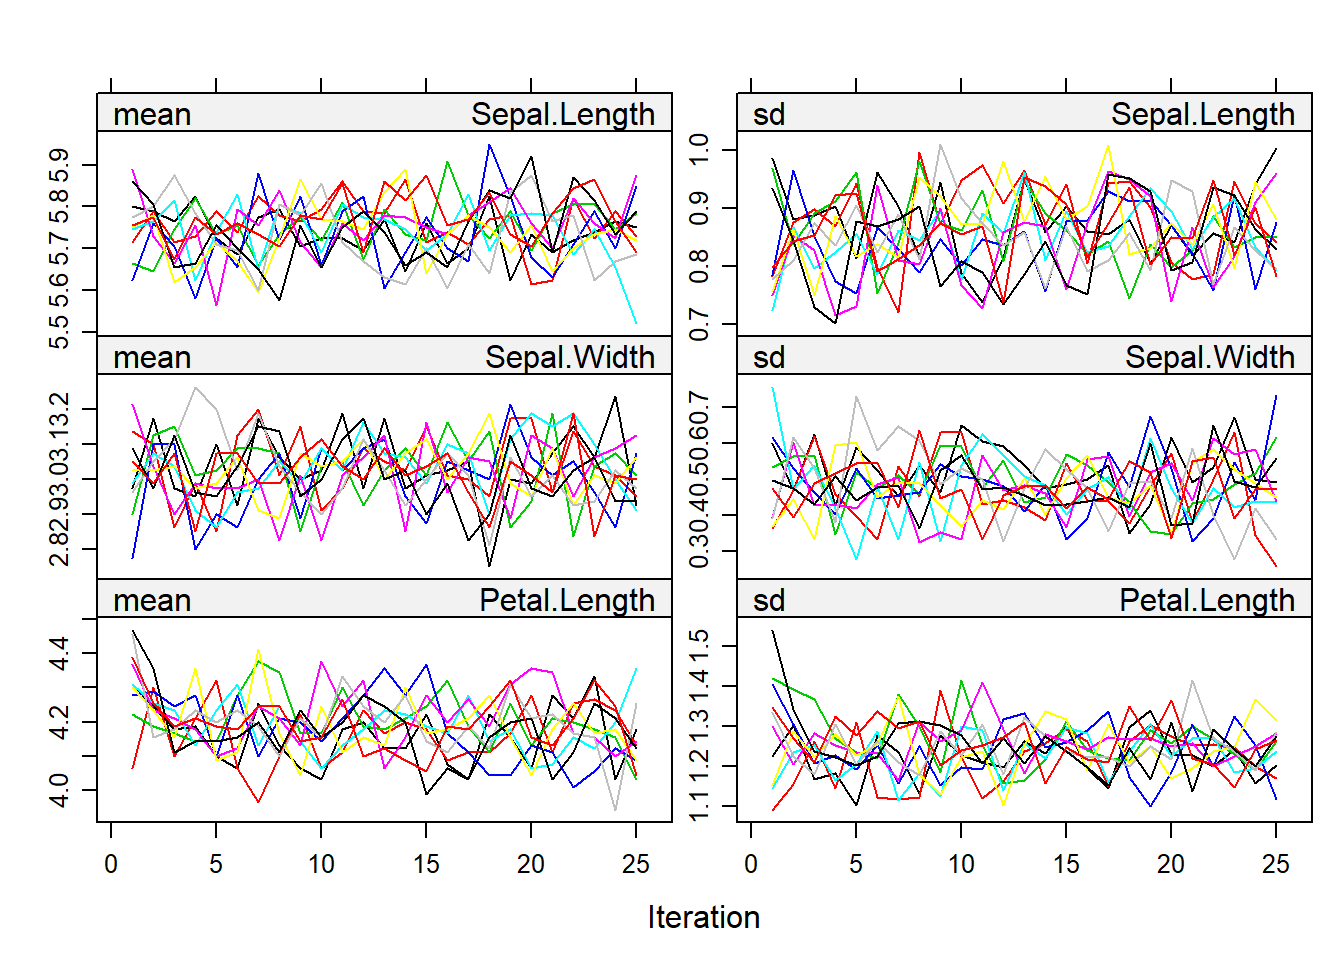 mean Sepal.Length
sd Sepal.Length
5.5 5.6 5.7 5.8 5.9
0.7 0.8 0.9 1.0
mean Sepal.Width
sd Sepal.Width
2.8 2.9 3.0 3.1 3.2
0.3 0.4 0.5 0.6 0.7
mean Petal.Length
sd Petal.Length
4.0 4.2 4.4
1.1 1.2 1.3 1.4 1.5
0 5 10 15 20 25
0 5 10 15 20 25
Iteration